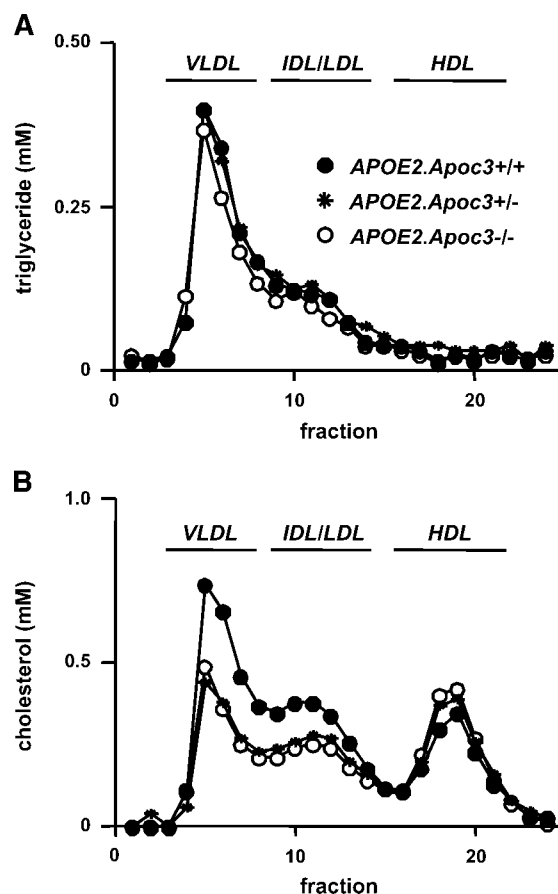 A
0.50
VLDL IDL/LDL HDL
APOE2.Apoc3+/+
APOE2.Apoc3+/-
APOE2.Apoc3-/-
triglyceride (mM)
0.25
0
0 10 20
fraction
B
1.0
VLDL IDL/LDL HDL
cholesterol (mM)
0.5
0
0 10 20
fraction